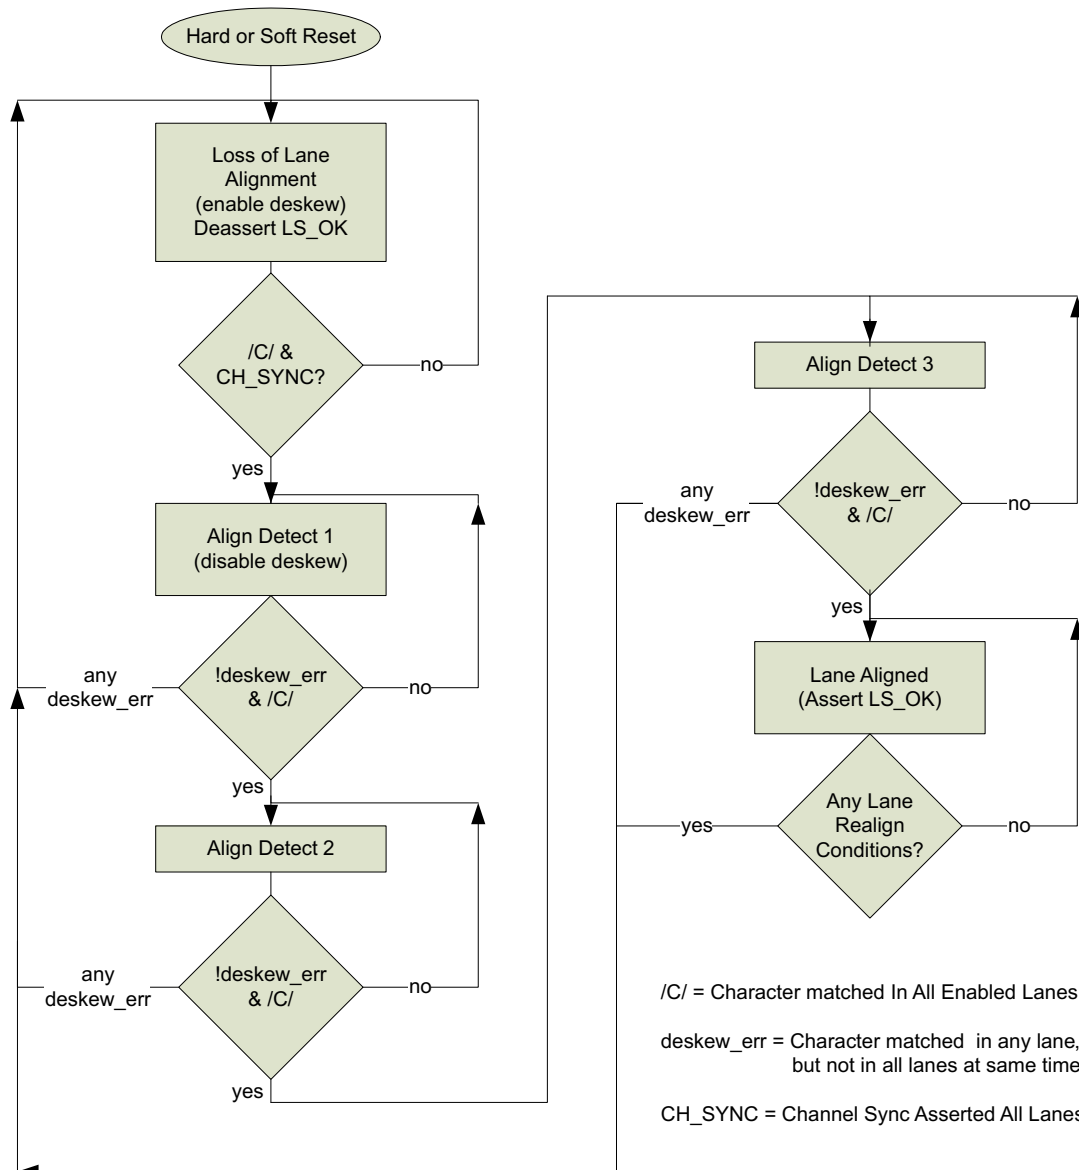 Hard or Soft Reset
Loss of Lane
Alignment
(enable deskew)
Deassert LS_OK
/C/ &
CH_SYNC?
no
yes
Align Detect 1
(disable deskew)
any
deskew_err
!deskew_err
& /C/
no
yes
Align Detect 2
any
deskew_err
!deskew_err
& /C/
no
yes
Align Detect 3
any
deskew_err
!deskew_err
& /C/
no
yes
Lane Aligned
(Assert LS_OK)
yes
Any Lane
Realign
Conditions?
no
/C/ = Character matched In All Enabled Lanes
deskew_err = Character matched in any lane,
but not in all lanes at same time
CH_SYNC = Channel Sync Asserted All Lanes